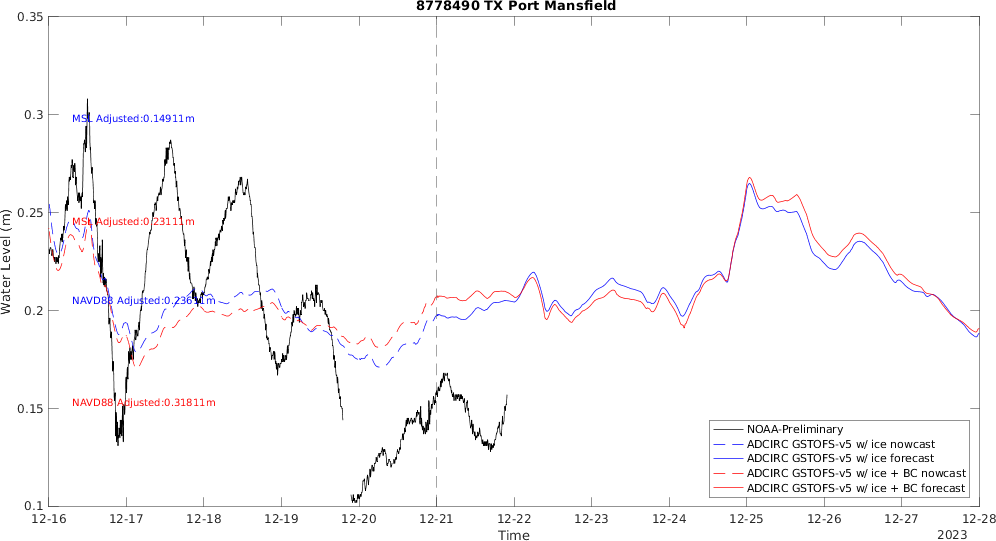 8778490 TX Port Mansfield
0.35
0.3
0.25
0.2
0.15
0.1
Water Level (m)
MSL Adjusted:0.14911m
MSL Adjusted:0.23111m
NAVD88 Adjusted:0.23611m
NAVD88 Adjusted:0.31811m
NOAA-Preliminary
ADCIRC GSTOFS-v5 w/ ice nowcast
ADCIRC GSTOFS-v5 w/ ice forecast
ADCIRC GSTOFS-v5 w/ ice + BC nowcast
ADCIRC GSTOFS-v5 w/ ice + BC forecast
12-16 12-17 12-18 12-19 12-20 12-21 12-22 12-23 12-24 12-25 12-26 12-27 12-28
Time
2023